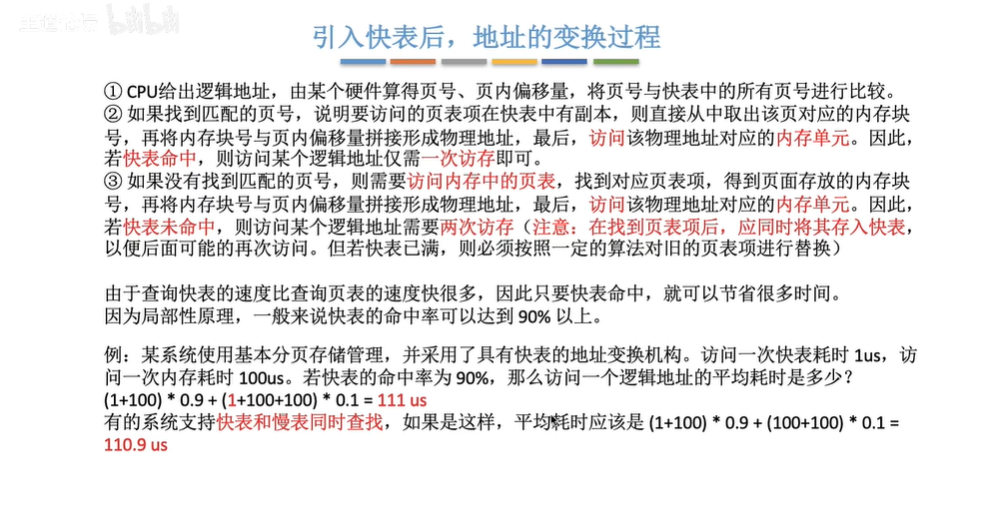 bilibili
引入快表后，地址的变换过程
① CPU给出逻辑地址，由某个硬件算得页号、页内偏移量，将页号与快表中的所有页号进行比较。
② 如果找到匹配的页号，说明要访问的页表项在快表中有副本，则直接从中取出该页对应的内存块
号，再将内存块号与页内偏移量拼接形成物理地址，最后，访问该物理地址对应的内存单元。因此，
若快表命中，则访问某个逻辑地址仅需一次访存即可。
③ 如果没有找到匹配的页号，则需要访问内存中的页表，找到对应页表项，得到页面存放的内存块
号，再将内存块号与页内偏移量拼接形成物理地址，最后，访问该物理地址对应的内存单元。因此，
若快表未命中，则访问某个逻辑地址需要两次访存（注意：在找到页表项后，应同时将其存入快表，
以便后面可能的再次访问。但若快表已满，则必须按照一定的算法对旧的页表项进行替换）
由于查询快表的速度比查询页表的速度快很多，因此只要快表命中，就可以节省很多时间。
因为局部性原理，一般来说快表的命中率可以达到 90% 以上。
例：某系统使用基本分页存储管理，并采用了具有快表的地址变换机构。访问一次快表耗时 1us，访
问一次内存耗时 100us。若快表的命中率为 90%，那么访问一个逻辑地址的平均耗时是多少？
(1+100) * 0.9 + (1+100+100) * 0.1 = 111 us
有的系统支持快表和慢表同时查找，如果是这样，平均耗时应该是 (1+100) * 0.9 + (100+100) * 0.1 =
110.9 us